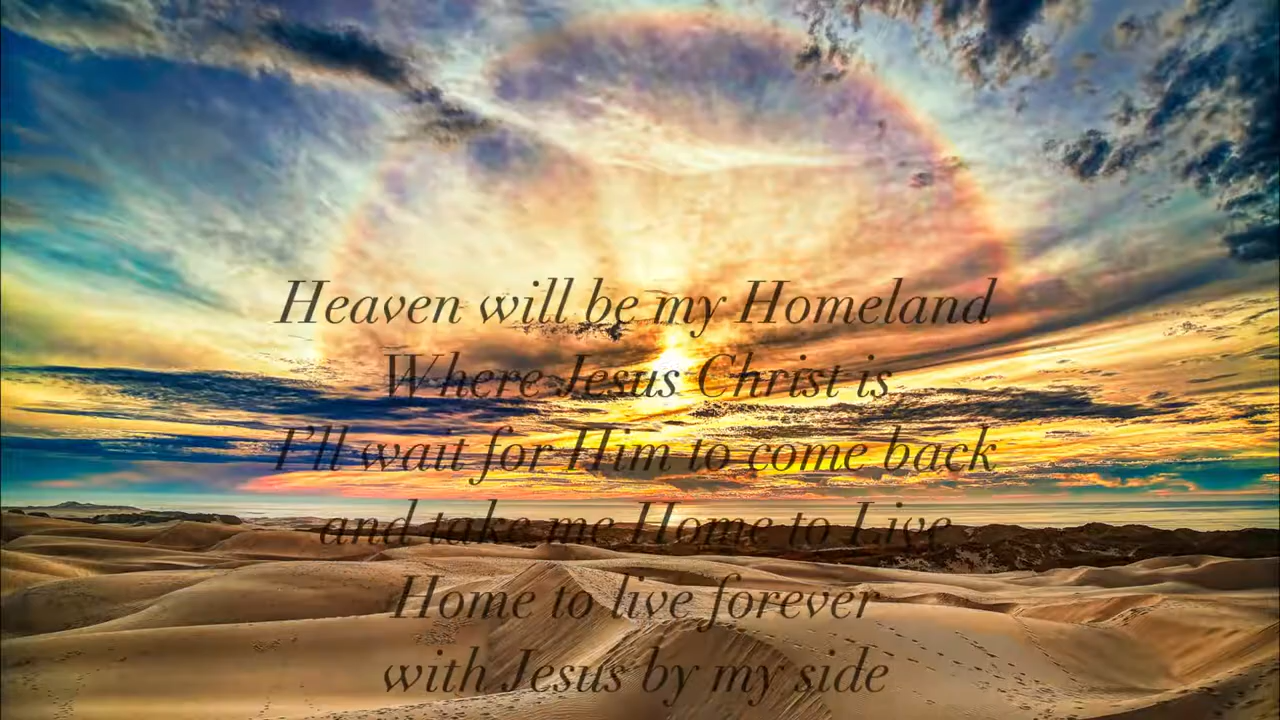 Heaven will be my Homeland
Where Jesus Christ is
I'll wait for Him to come back
and take me Home to Live
Home to live forever
with Jesus by my side